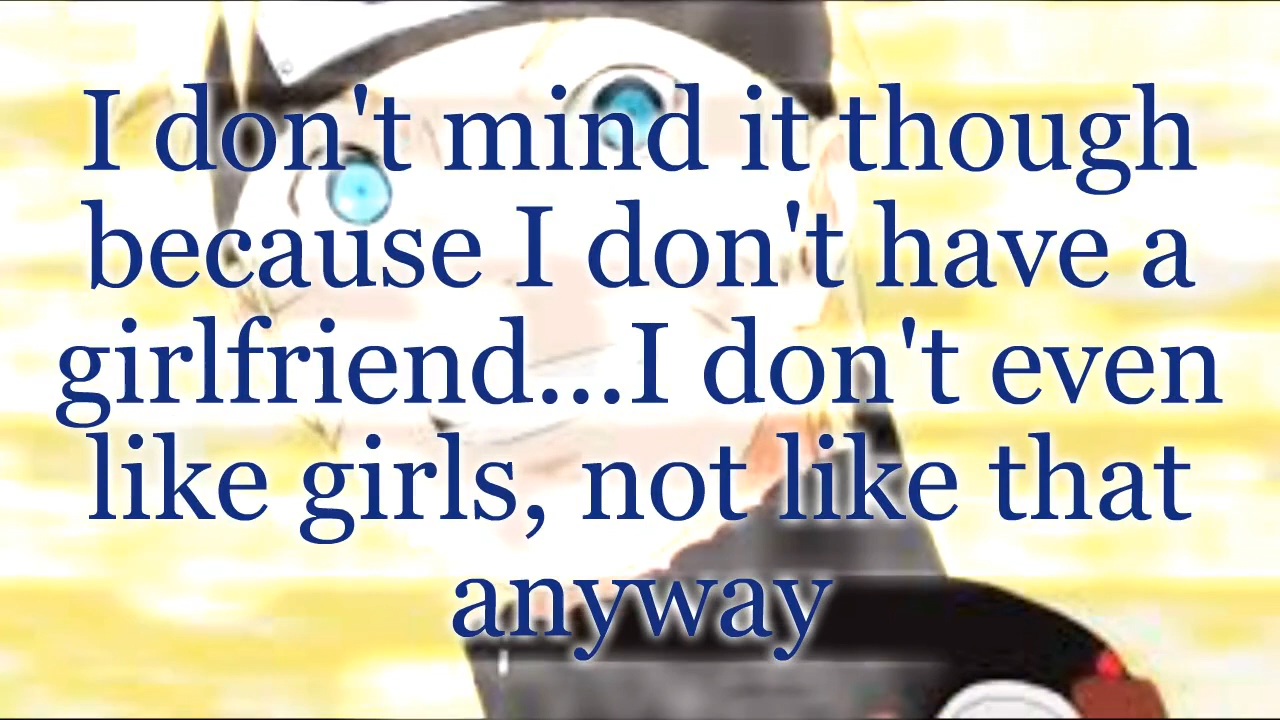 I don't mind it though
because I don't have a
girlfriend...I don't even
like girls, not like that
anyway